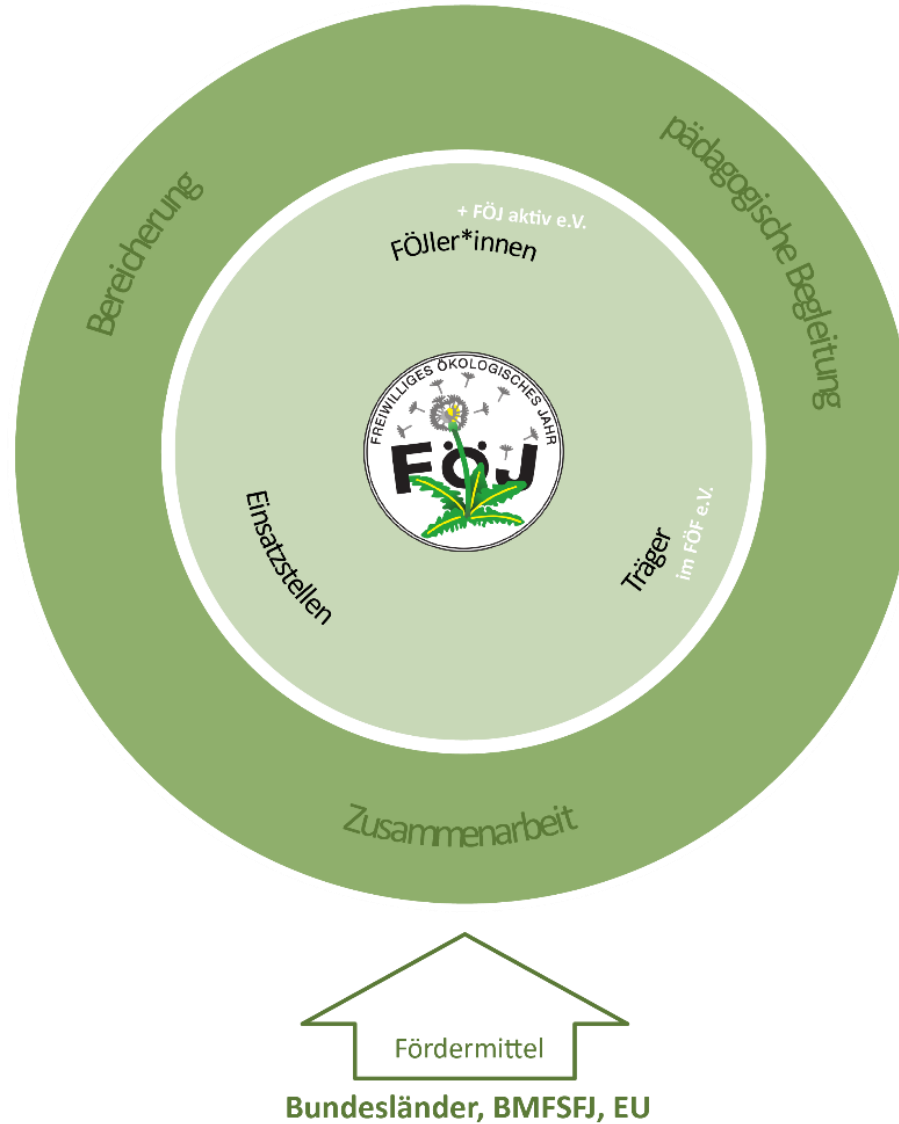 pädagogische Begleitung
Bereicherung
+ FÖJ aktiv e.V.
FÖJler*innen
FREIWILLIGES ÖKOLOGISCHES JAHR
FÖJ
Einsatzstellen
Träger
im FÖF e.V.
Zusammenarbeit
Fördermittel
Bundesländer, BMFSFJ, EU